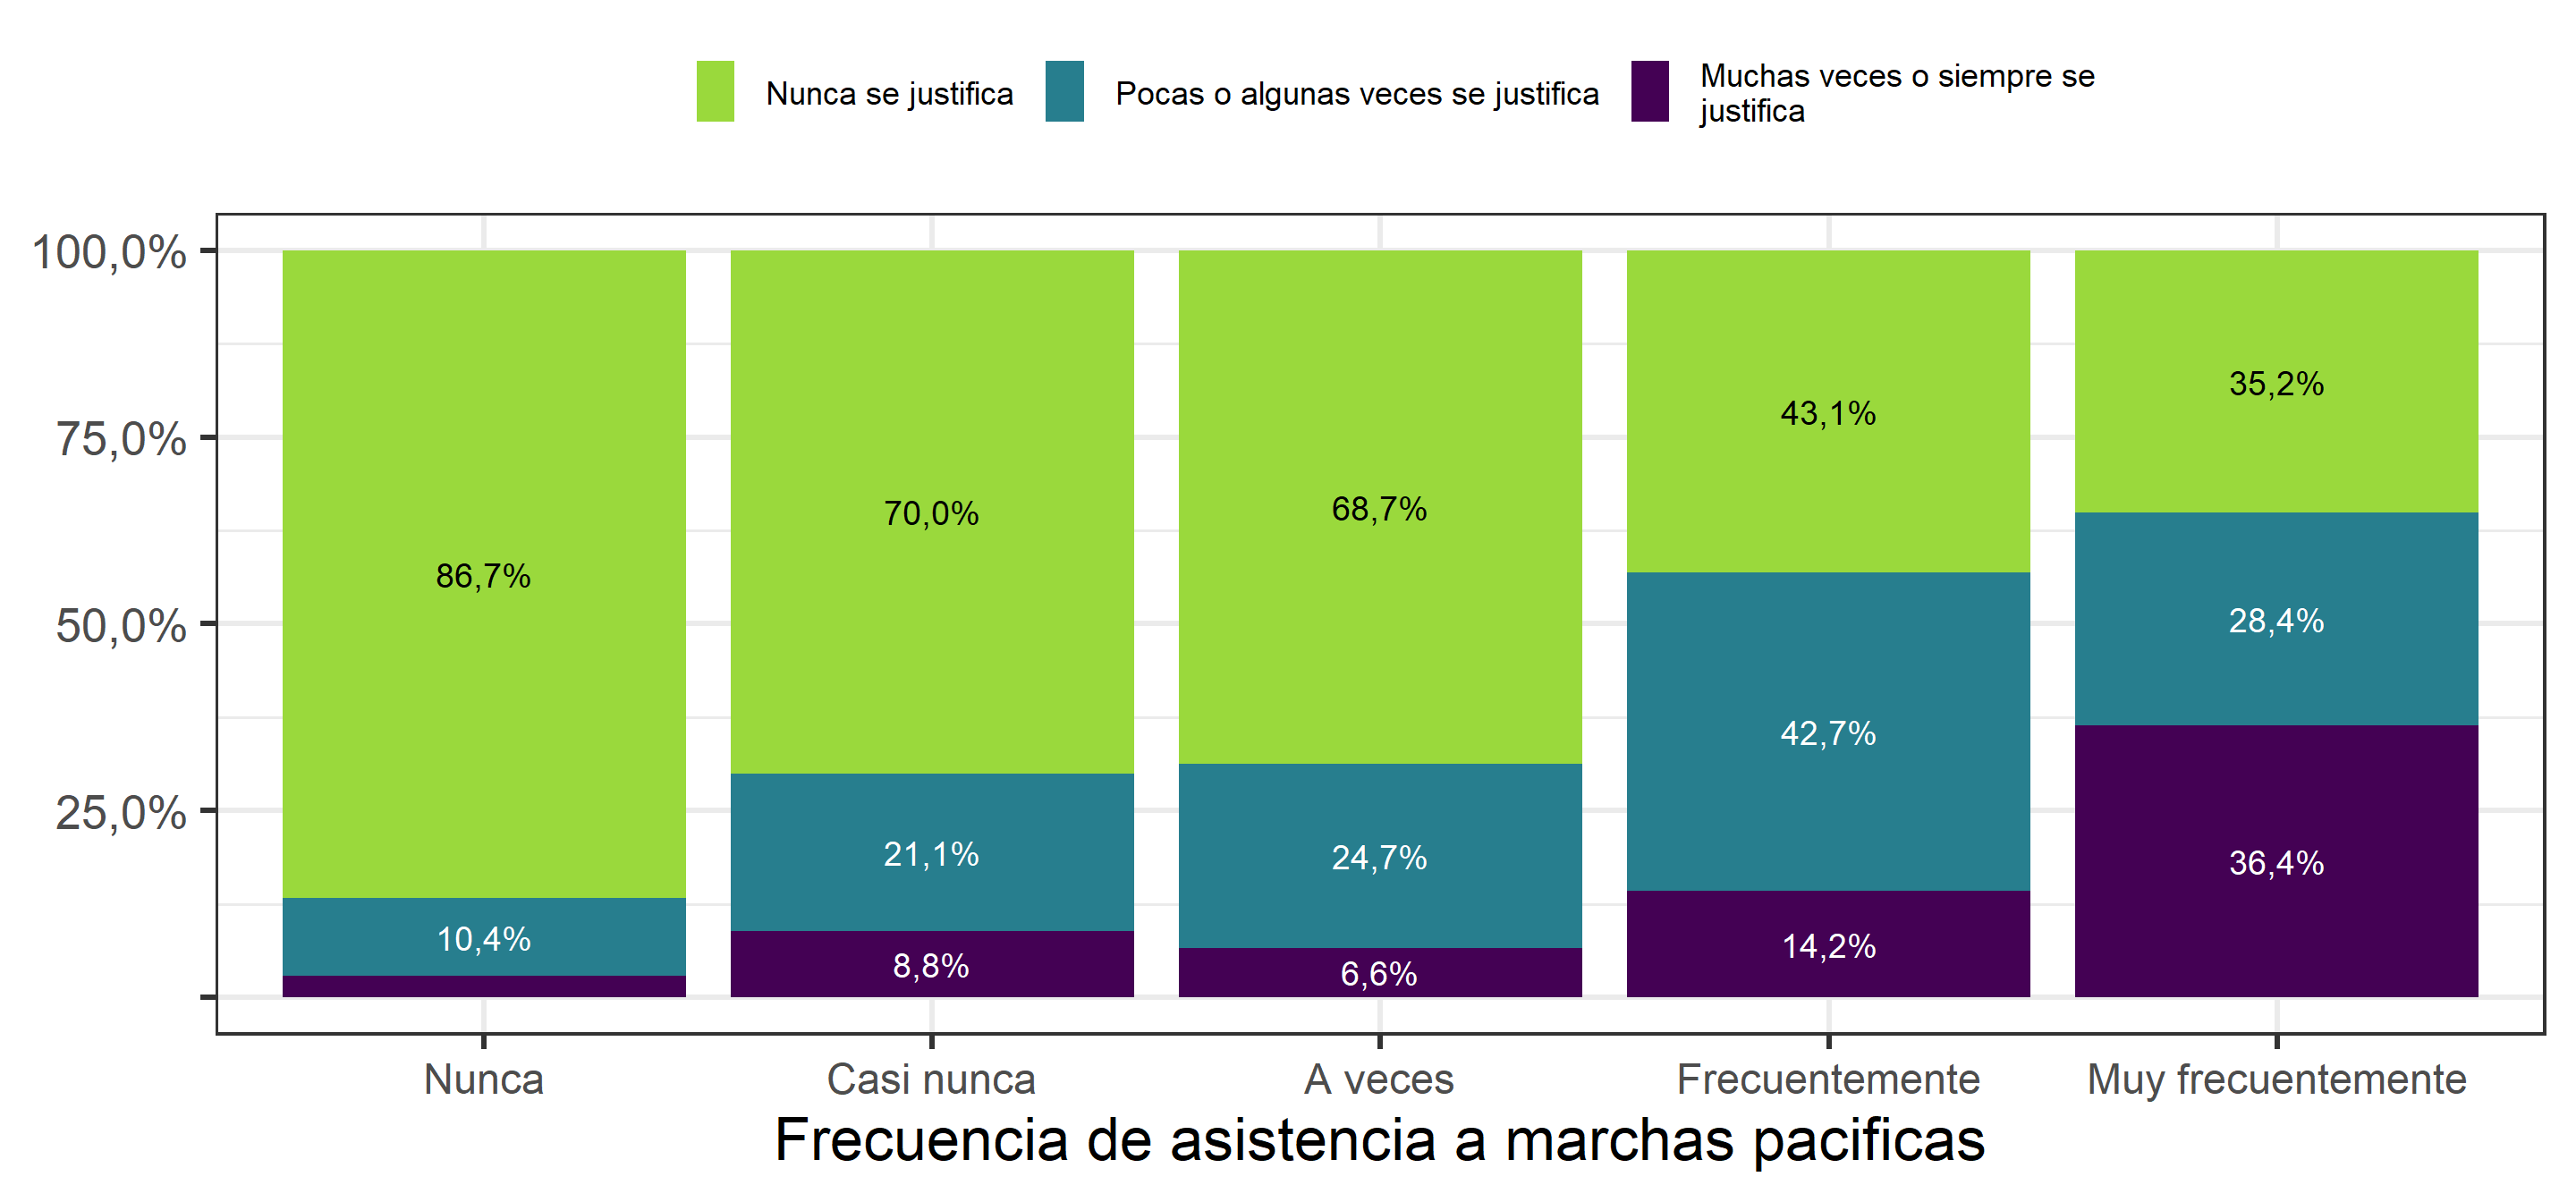 Nunca se justifica
Pocas o algunas veces se justifica
Muchas veces o siempre se
justifica
100,0%
75,0%
50,0%
25,0%
86,7%
10,4%
70,0%
21,1%
8,8%
68,7%
24,7%
6,6%
43,1%
42,7%
14,2%
35,2%
28,4%
36,4%
Nunca
Casi nunca
A veces
Frecuentemente
Muy frecuentemente
Frecuencia de asistencia a marchas pacificas